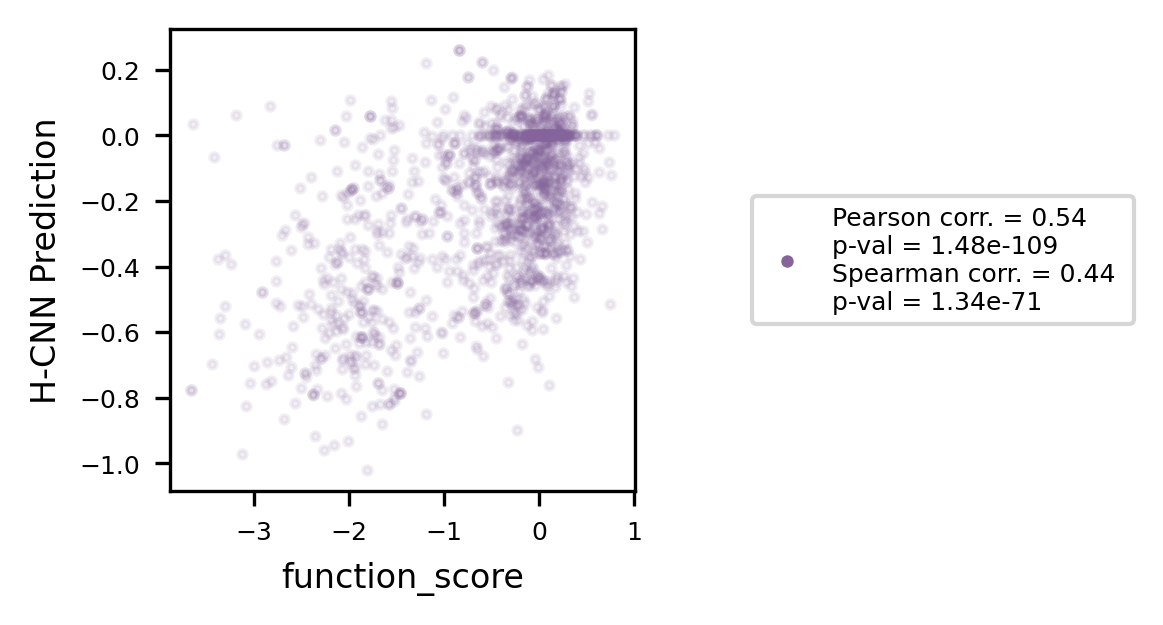 0.2
0.0
−0.2
−0.4
−0.6
−0.8
−1.0
H-CNN Prediction
−3 −2 −1 0 1
function_score
Pearson corr. = 0.54
p-val = 1.48e-109
Spearman corr. = 0.44
p-val = 1.34e-71